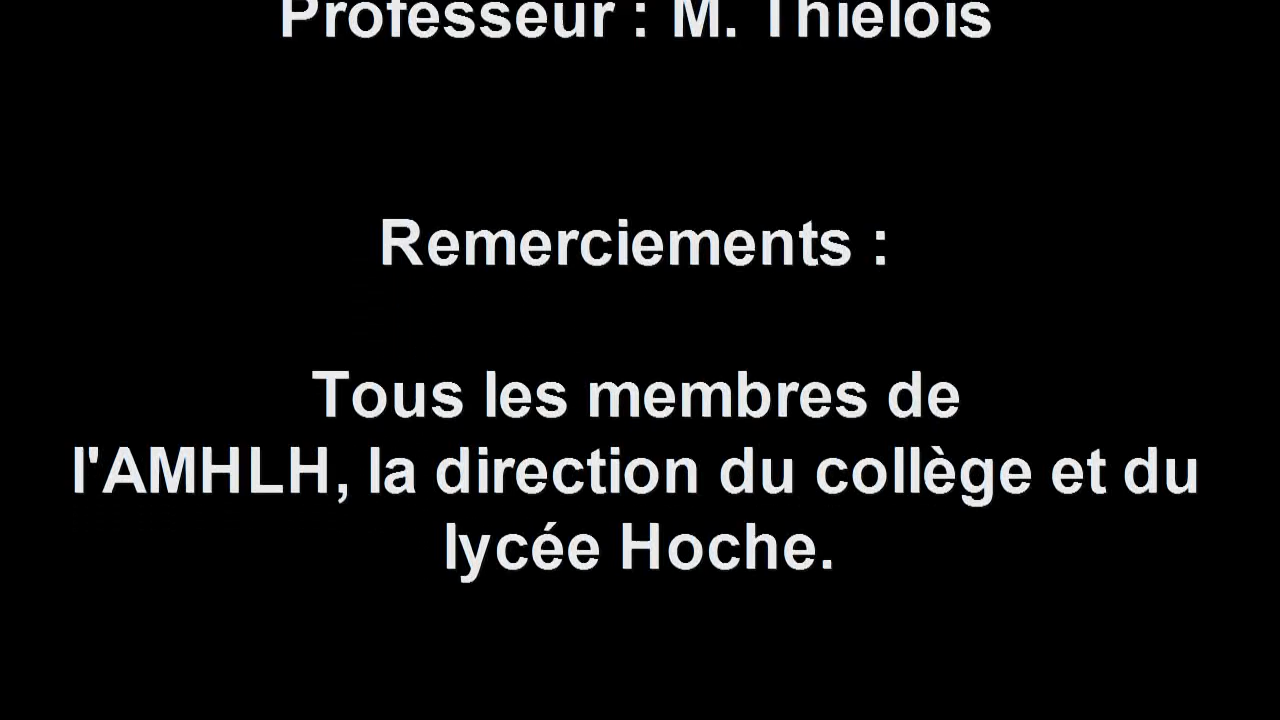 Professeur : M. Thielois
Remerciements :
Tous les membres de
l'AMHLH, la direction du collège et du
lycée Hoche.